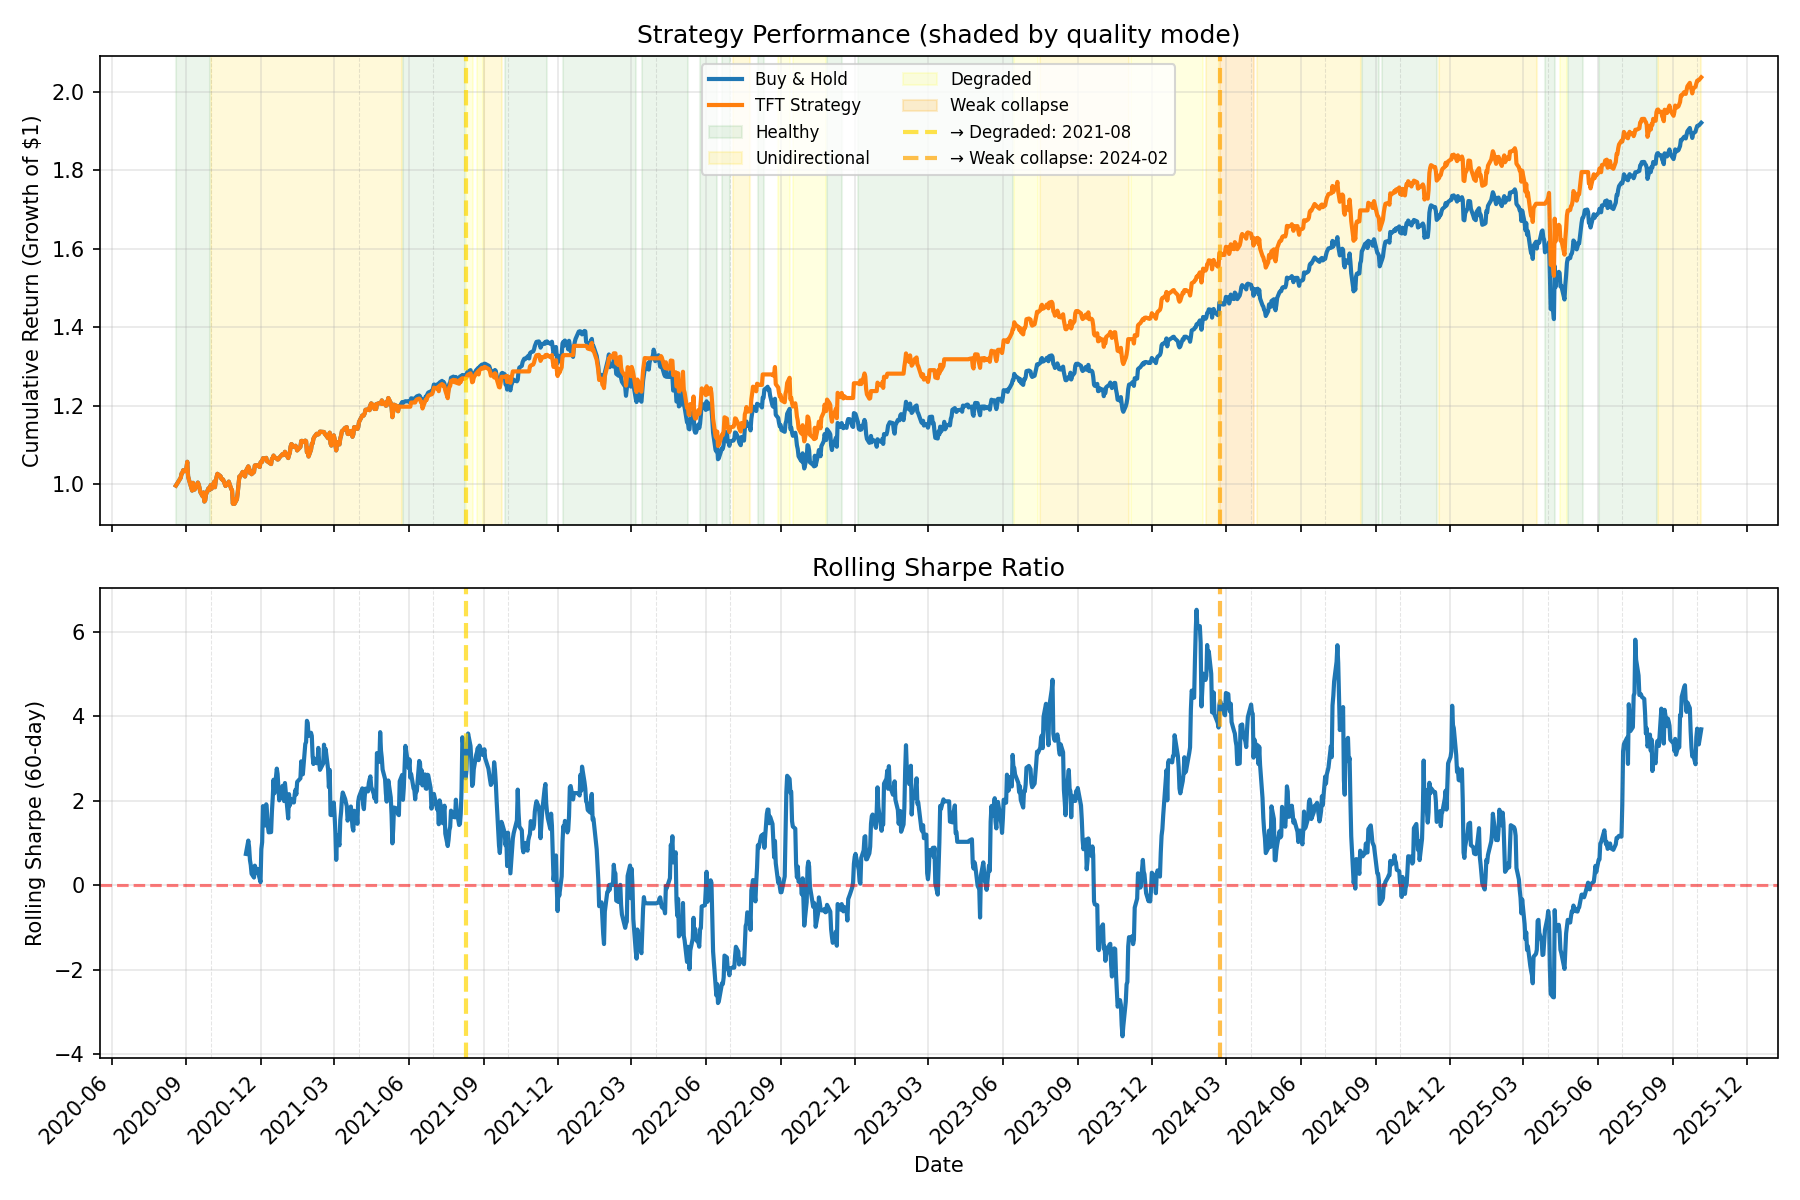 Strategy Performance (shaded by quality mode)
Cumulative Return (Growth of $1)
2.0
1.8
1.6
1.4
1.2
1.0
Buy & Hold
TFT Strategy
Healthy
Unidirectional
Degraded
Weak collapse
→ Degraded: 2021-08
→ Weak collapse: 2024-02
Rolling Sharpe Ratio
Rolling Sharpe (60-day)
6
4
2
0
−2
−4
2020-06
2020-09
2020-12
2021-03
2021-06
2021-09
2021-12
2022-03
2022-06
2022-09
2022-12
2023-03
2023-06
2023-09
2023-12
2024-03
2024-06
2024-09
2024-12
2025-03
2025-06
2025-09
2025-12
Date